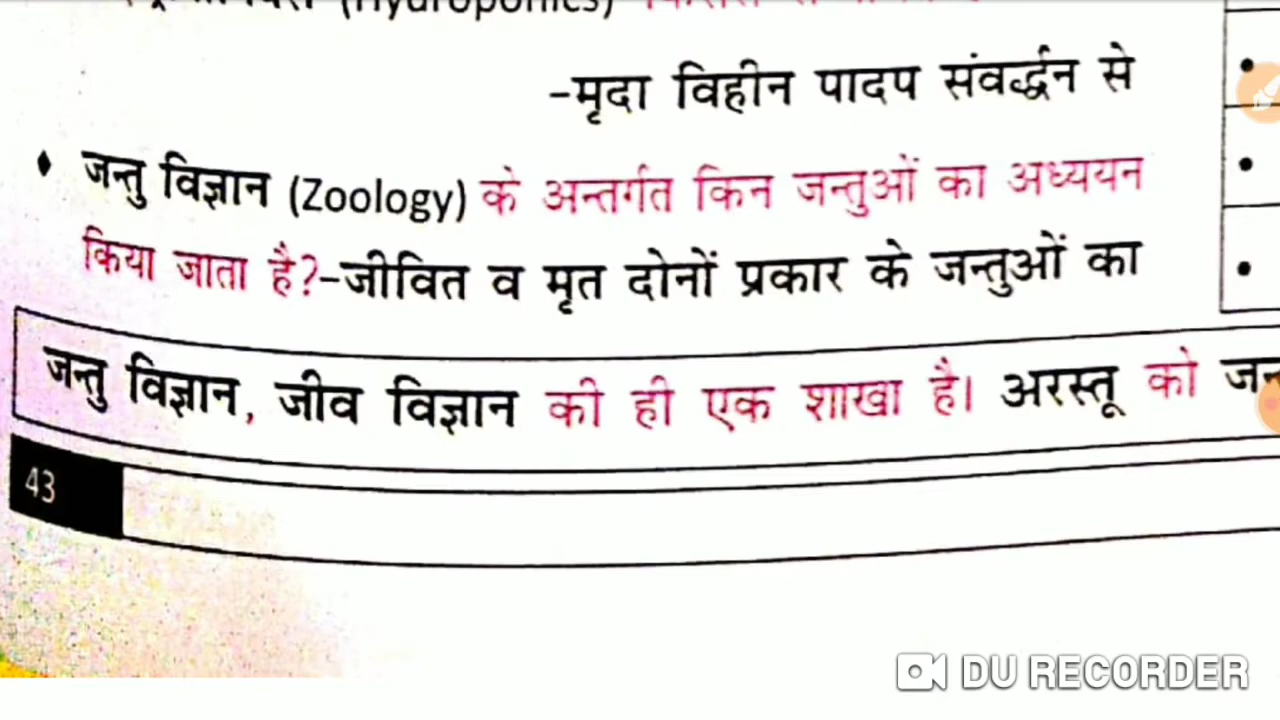 (Hydroponics)
-मृदा विहीन पादप संवर्द्धन से
♦ जन्तु विज्ञान (Zoology) के अन्तर्गत किन जन्तुओं का अध्ययन
किया जाता है?-जीवित व मृत दोनों प्रकार के जन्तुओं का
जन्तु विज्ञान, जीव विज्ञान की ही एक शाखा है। अरस्तू को
43
DU RECORDER